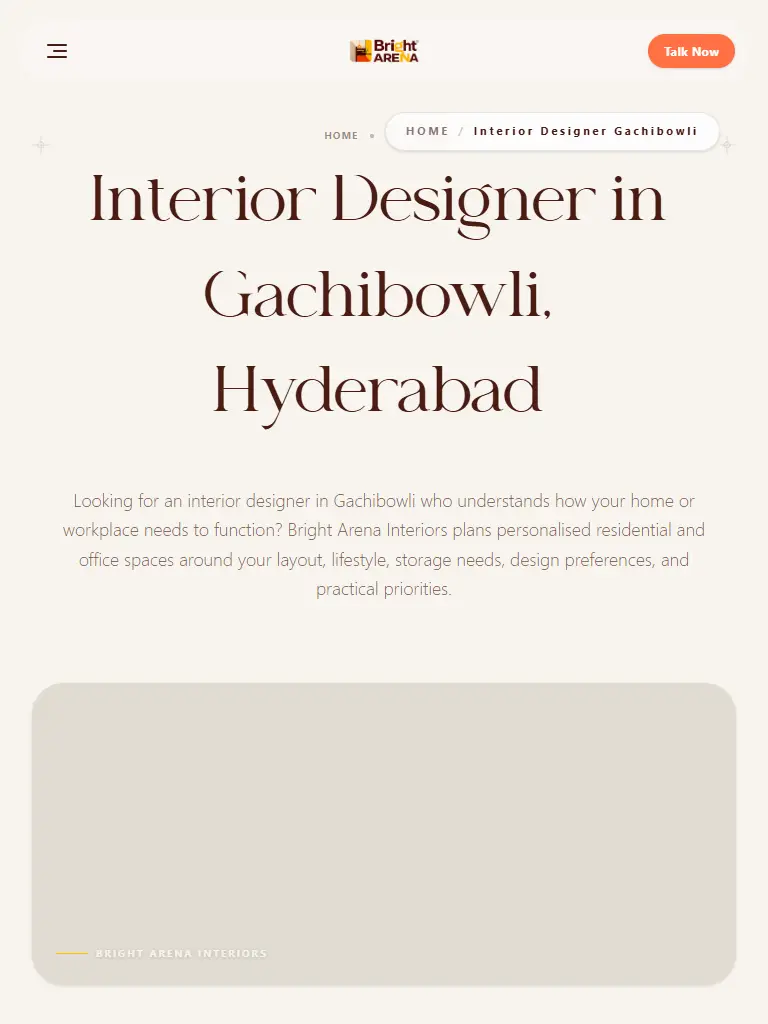 Bright
ARENA
Talk Now
HOME
HOME / Interior Designer Gachibowli
Interior Designer in
Gachibowli,
Hyderabad
Looking for an interior designer in Gachibowli who understands how your home or
workplace needs to function? Bright Arena Interiors plans personalised residential and
office spaces around your layout, lifestyle, storage needs, design preferences, and
practical priorities.
BRIGHT ARENA INTERIORS